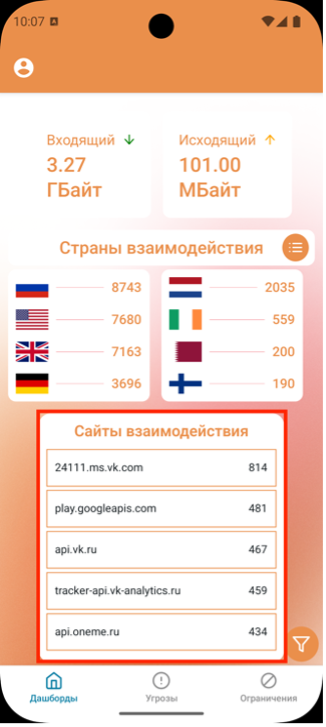 10:07 A
Входящий ↓
3.27
ГБайт
Исходящий ↑
101.00
МБайт
Страны взаимодействия
8743
7680
7163
3696
2035
559
200
190
Сайты взаимодействия
24111.ms.vk.com 814
play.googleapis.com 481
api.vk.ru 467
tracker-api.vk-analytics.ru 459
api.oneme.ru 434
Дашборды Угрозы Ограничения